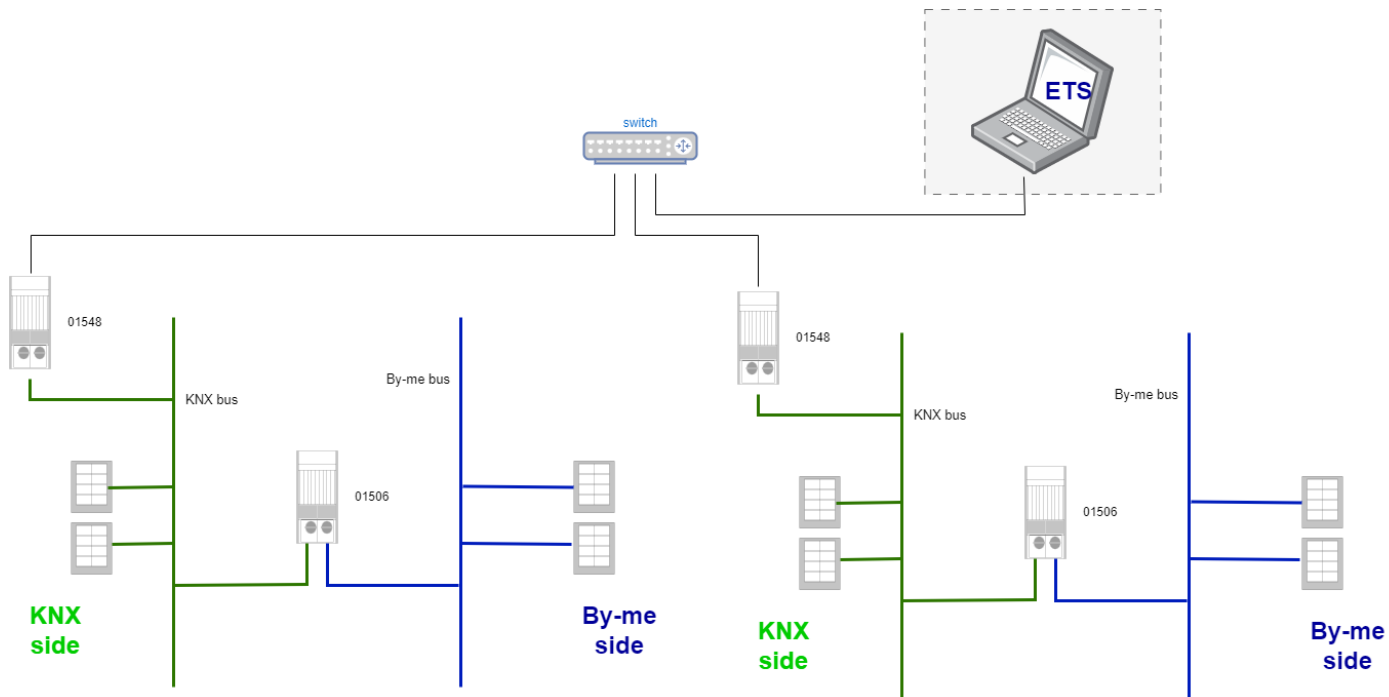 ETS
switch
01548
KNX bus
By-me bus
01506
KNX
side
By-me
side
01548
KNX bus
By-me bus
01506
KNX
side
By-me
side